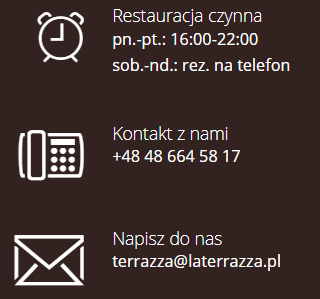 Restauracja czynna
pn.-pt.: 16:00-22:00
sob.-nd.: rez. na telefon
Kontakt z nami
+48 48 664 58 17
Napisz do nas
terrazza@laterrazza.pl